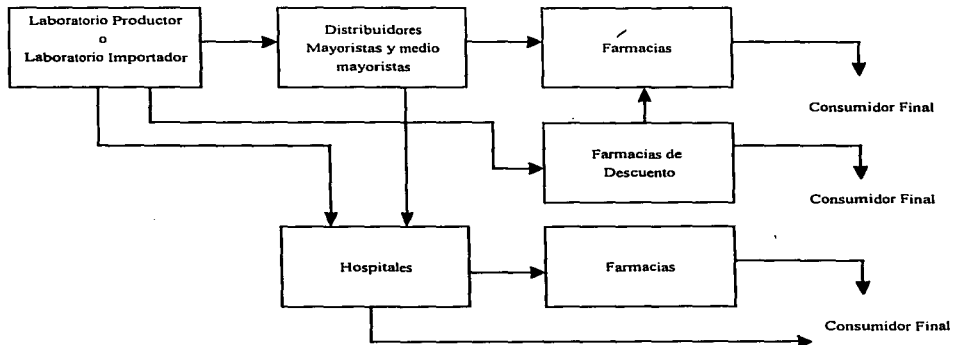 Laboratorio Productor
o
Laboratorio Importador
Distribuidores
Mayoristas y medio
mayoristas
Farmacias
Consumidor Final
Farmacias de
Descuento
Consumidor Final
Hospitales
Farmacias
Consumidor Final